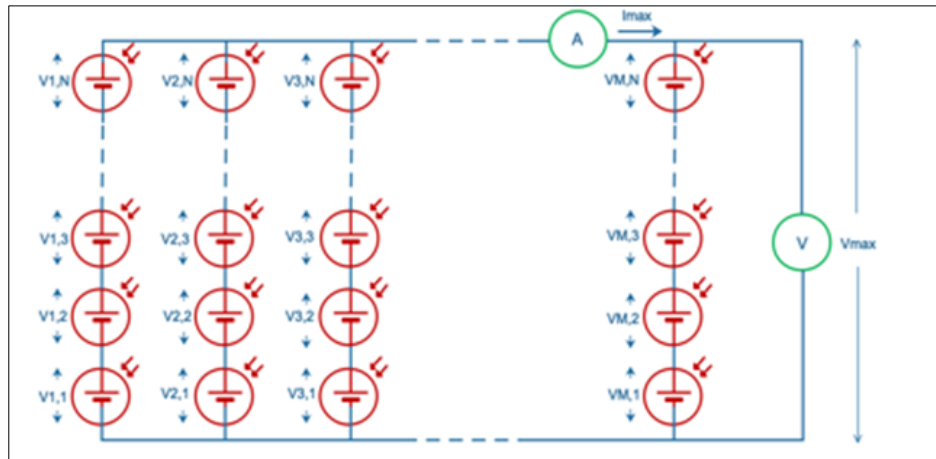 A Imax
V1,N V2,N V3,N VM,N
V1,3 V2,3 V3,3 VM,3
V Vmax
V1,2 V2,2 V3,2 VM,2
V1,1 V2,1 V3,1 VM,1